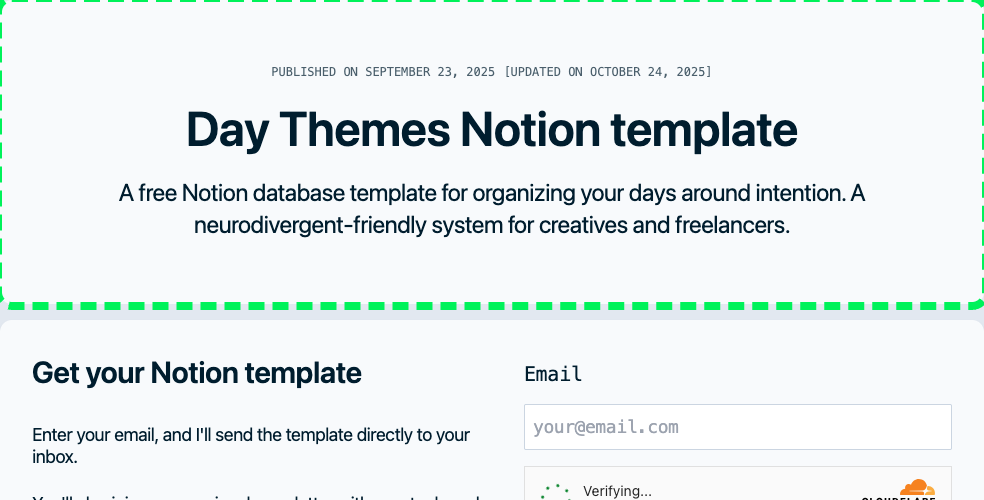 PUBLISHED ON SEPTEMBER 23, 2025 [UPDATED ON OCTOBER 24, 2025]
Day Themes Notion template
A free Notion database template for organizing your days around intention. A
neurodivergent-friendly system for creatives and freelancers.
Get your Notion template
Enter your email, and I'll send the template directly to your
inbox.
Email
your@email.com
Verifying...
CLOUDFLARE